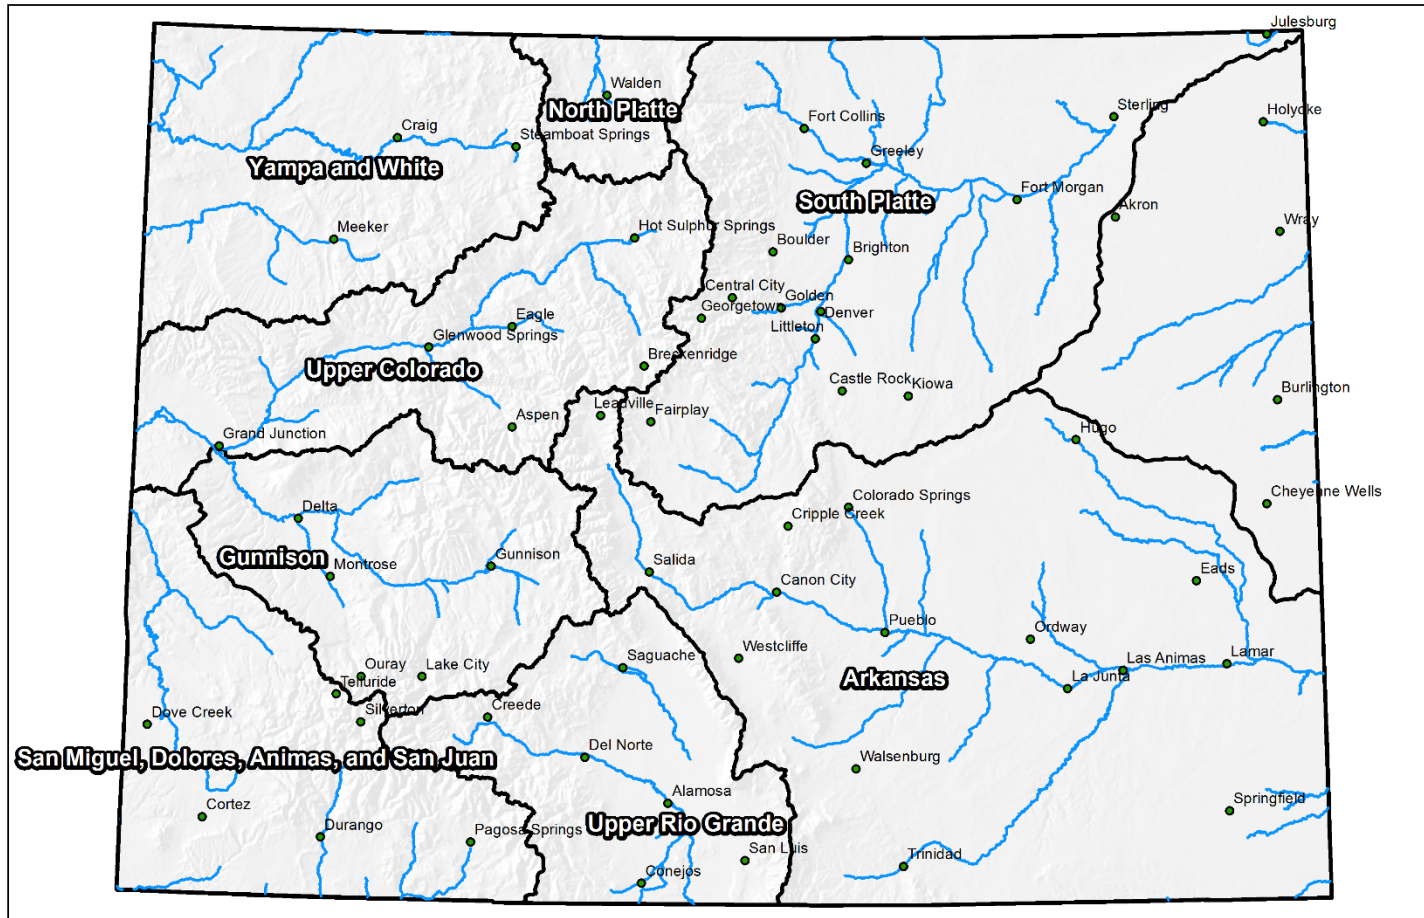 Julesburg
Walden
North Platte
Sterling
Holyoke
Fort Collins
Craig
Steamboat Springs
Greeley
Yampa and White
South Platte
Fort Morgan
Akron
Wray
Meeker
Hot Sulphur Springs
Boulder
Brighton
Central City
Golden
Georgetown
Denver
Eagle
Littleton
Glenwood Springs
Breckenridge
Upper Colorado
Castle Rock
Kiowa
Burlington
Leadville
Aspen
Fairplay
Grand Junction
Hugo
Cheyenne Wells
Colorado Springs
Delta
Cripple Creek
Gunnison
Gunnison
Montrose
Salida
Eads
Canon City
Pueblo
Ordway
Westcliffe
Saguache
Lamar
Ouray
Lake City
Las Animas
Arkansas
La Junta
Telluride
Silverton
Creede
Dove Creek
San Miguel, Dolores, Animas, and San Juan
Del Norte
Walsenburg
Alamosa
Springfield
Cortez
Upper Rio Grande
Durango
Pagosa Springs
San Luis
Trinidad
Conejos